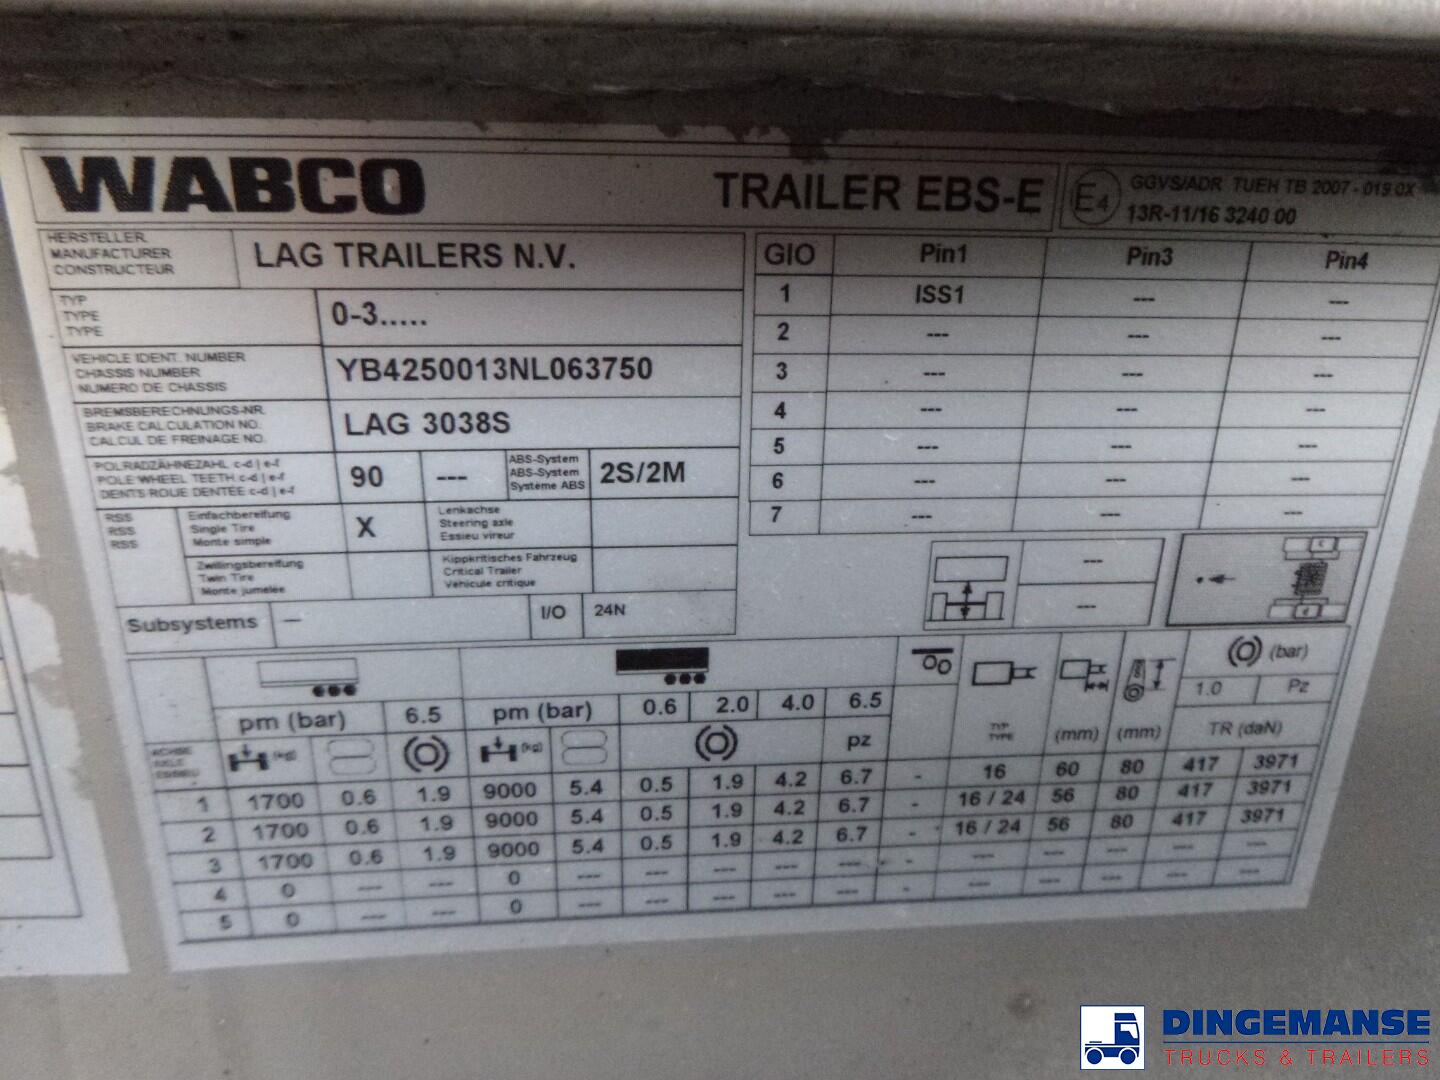 WABCO TRAILER EBS-E E4 GGVS/ADR TUEH TB 2007 - 019.0X
13R-11/16 3240 00
HERSTELLER
MANUFACTURER
CONSTRUCTEUR
LAG TRAILERS N.V.
TYP
TYPE
TYPE
0-3.....
VEHICLE IDENT. NUMBER
CHASSIS NUMBER
NUMERO DE CHASSIS
YB4250013NL063750
BREMSBERECHNUNGS-NR.
BRAKE CALCULATION NO.
CALCUL DE FREINAGE NO.
LAG 3038S
POLRADZÄHNEZAHL c-d | e-f
POLE WHEEL TEETH c-d | e-f
DENTS ROUE DENTEE c-d | e-f
90 ---
ABS-System
ABS-System
Systeme ABS
2S/2M
RSS
RSS
RSS
Einfachbereifung
Single Tire
Monte simple
X
Lenkachse
Steering axle
Essieu vireur
Zwillingsbereifung
Twin Tire
Monte jumelée
Kippkritisches Fahrzeug
Critical Trailer
Vehicule critique
Subsystems — I/O 24N
GIO Pin1 Pin3 Pin4
1 ISS1 --- ---
2 --- --- ---
3 --- --- ---
4 --- --- ---
5 --- --- ---
6 --- --- ---
7 --- --- ---
---
---
pm (bar) 6.5 pm (bar) 0.6 2.0 4.0 6.5
(bar)
1.0 Pz
ACHSE
AXLE
ESSIEU
(kg) (kg) pz
TYP
TYPE
(mm) (mm) TR (daN)
1 1700 0.6 1.9 9000 5.4 0.5 1.9 4.2 6.7 - 16 60 80 417 3971
2 1700 0.6 1.9 9000 5.4 0.5 1.9 4.2 6.7 - 16 / 24 56 80 417 3971
3 1700 0.6 1.9 9000 5.4 0.5 1.9 4.2 6.7 - 16 / 24 56 80 417 3971
4 0 --- --- 0 --- --- --- --- --- - --- --- --- --- ---
5 0 --- --- 0 --- --- --- --- --- - --- --- --- --- ---
DINGEMANSE
TRUCKS & TRAILERS